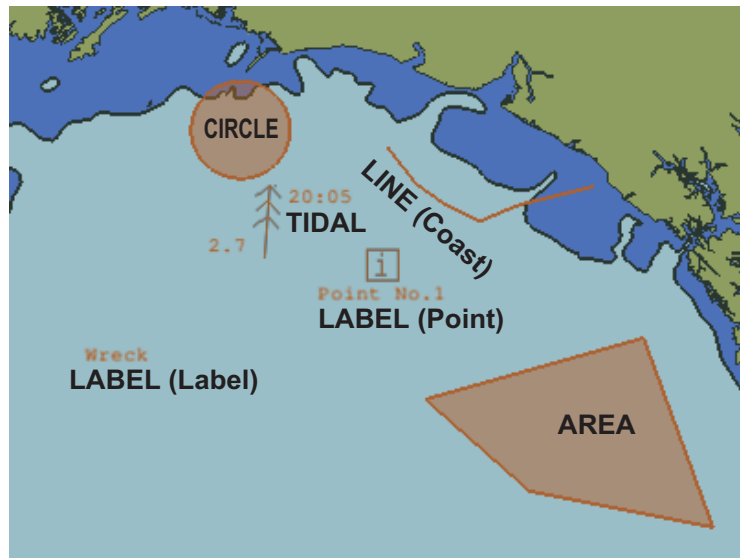 CIRCLE
20:05
TIDAL
2.7
LINE (Coast)
i
Point No.1
LABEL (Point)
Wreck
LABEL (Label)
AREA